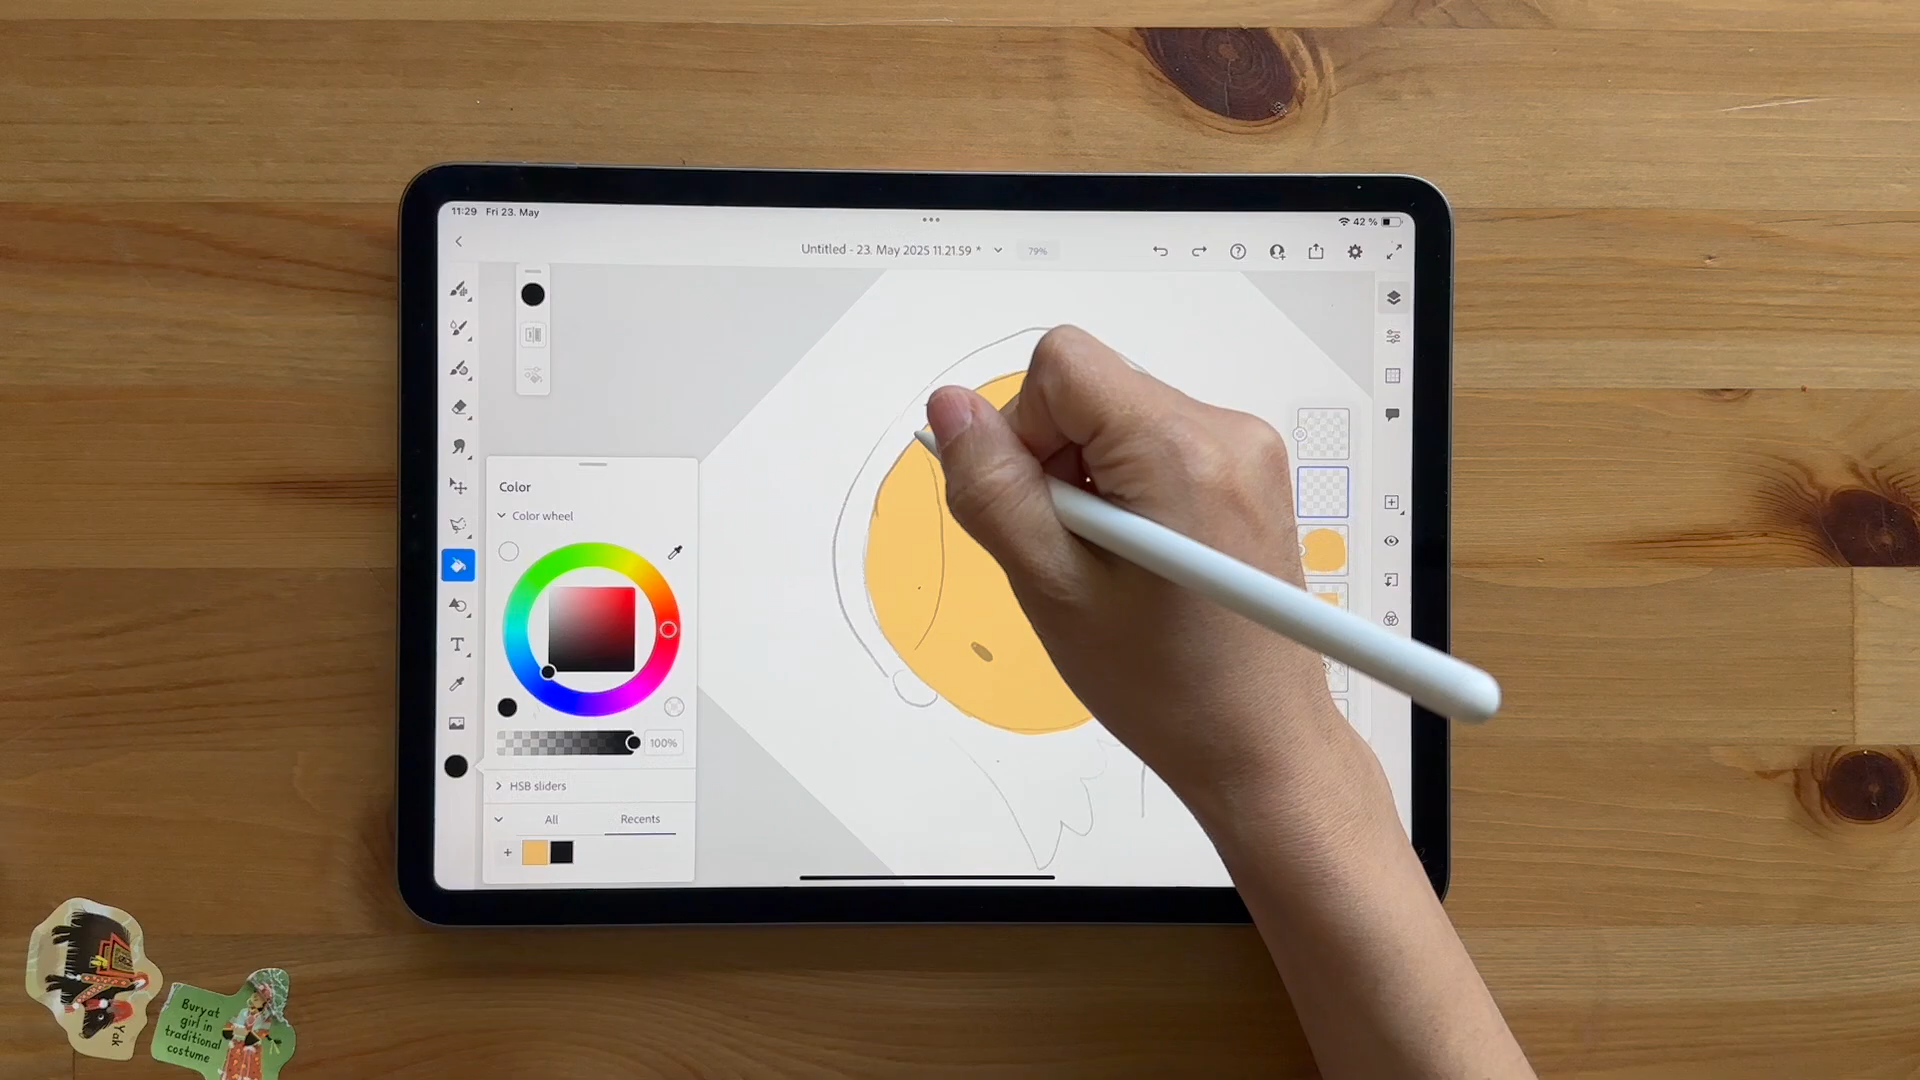 11:29 Fri 23. May
42 %
Untitled - 23. May 2025 11.21.59 *
79%
Color
Color wheel
T
100%
HSB sliders
All
Recents
+
Yak
Buryat
girl in
traditional
costume